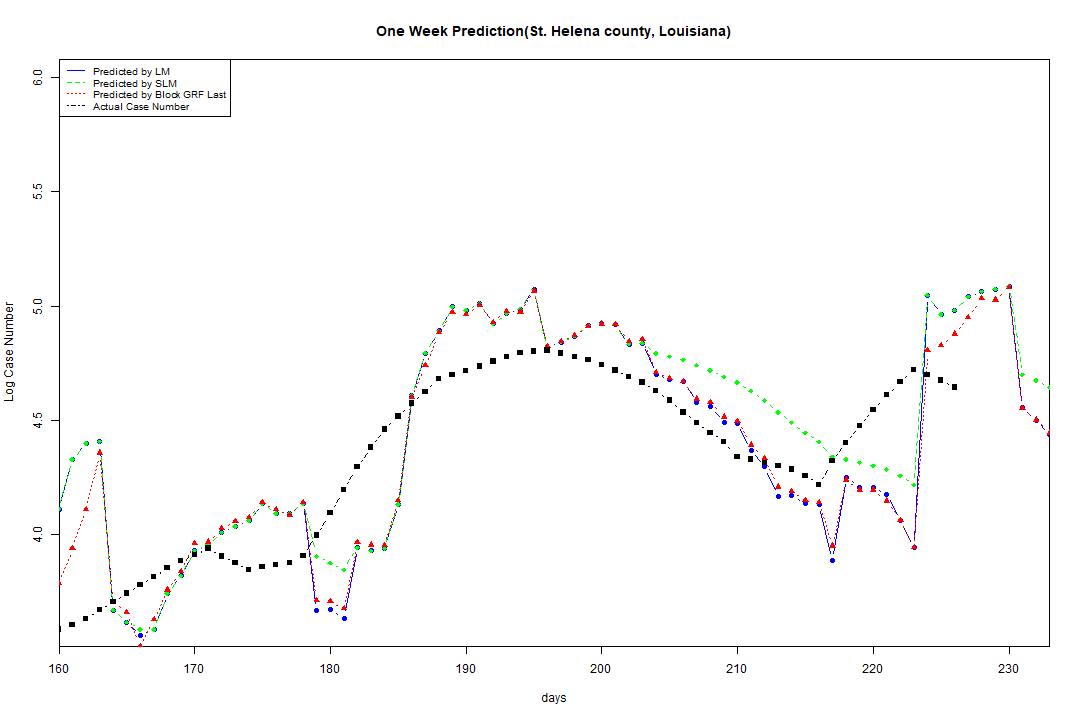 One Week Prediction(St. Helena county, Louisiana)
Predicted by LM
Predicted by SLM
Predicted by Block GRF Last
Actual Case Number
6.0
5.5
5.0
4.5
4.0
Log Case Number
160 170 180 190 200 210 220 230
days